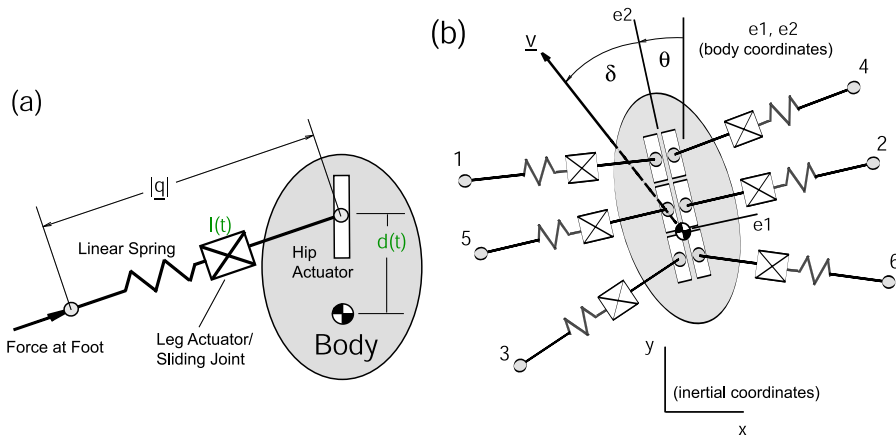 (a)
|q|
l(t)
Linear Spring
Hip
Actuator
d(t)
Leg Actuator/
Sliding Joint
Force at Foot
Body
(b)
v
e2
δ
θ
e1, e2
(body coordinates)
4
1
2
5
e1
6
3
y
(inertial coordinates)
x